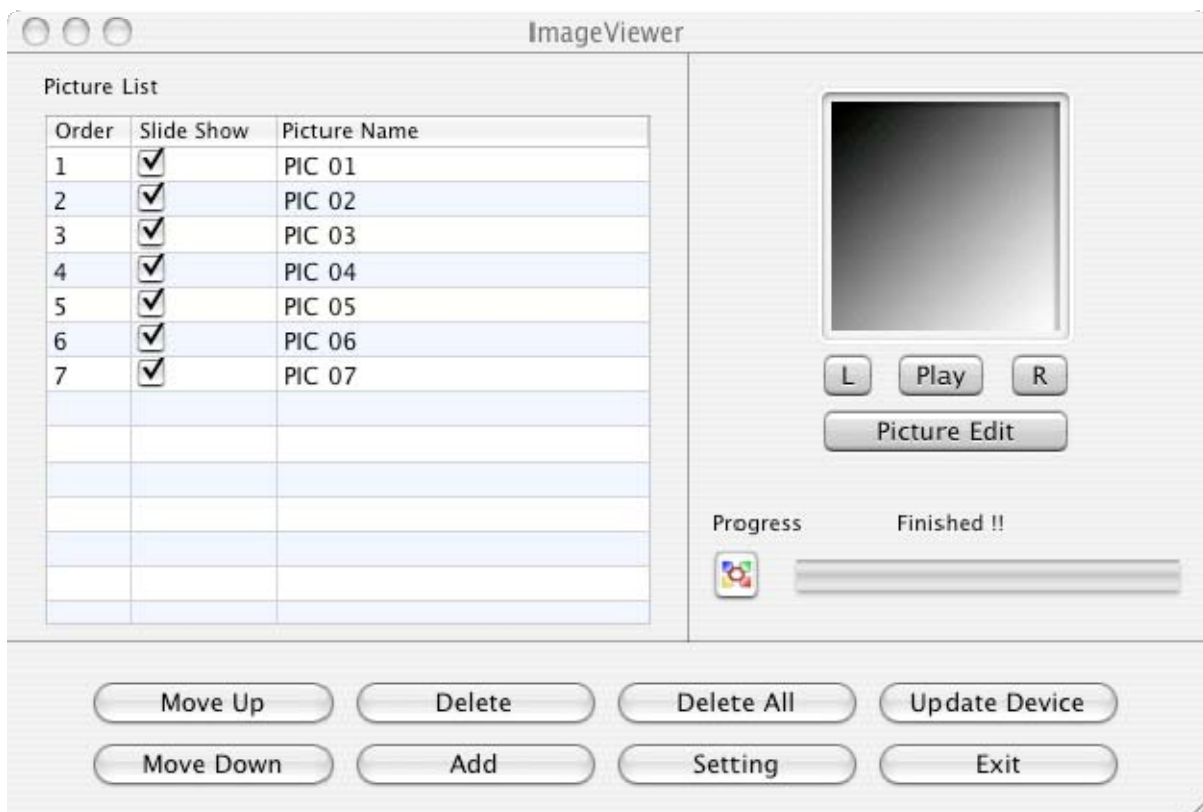 ImageViewer
Picture List
Order Slide Show Picture Name
1 PIC 01
2 PIC 02
3 PIC 03
4 PIC 04
5 PIC 05
6 PIC 06
7 PIC 07
L Play R
Picture Edit
Progress Finished !!
Move Up Delete Delete All Update Device
Move Down Add Setting Exit